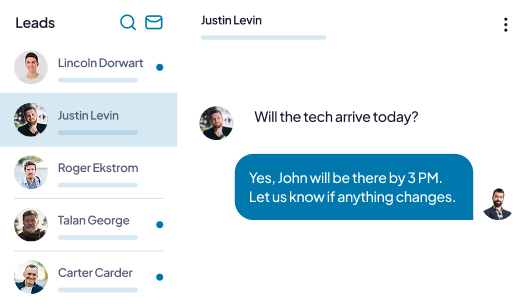 Leads
Lincoln Dorwart
Justin Levin
Roger Ekstrom
Talan George
Carter Carder
Justin Levin
Will the tech arrive today?
Yes, John will be there by 3 PM.
Let us know if anything changes.